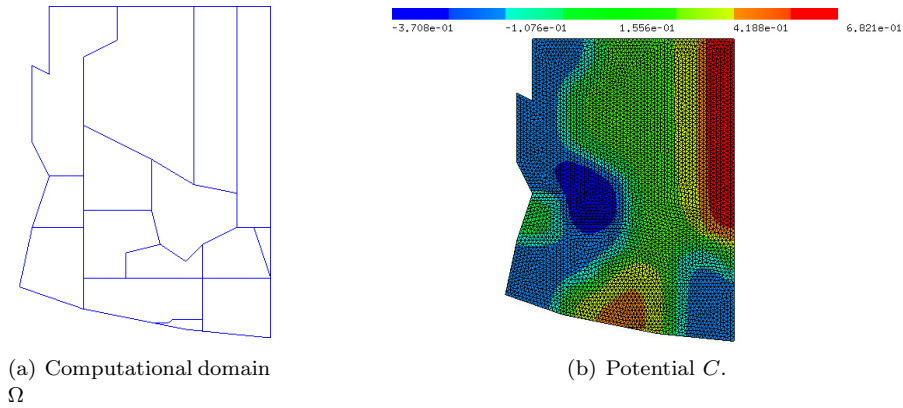 -3.708e-01 -1.076e-01 1.556e-01 4.188e-01 6.821e-01
(a) Computational domain
Ω
(b) Potential C.